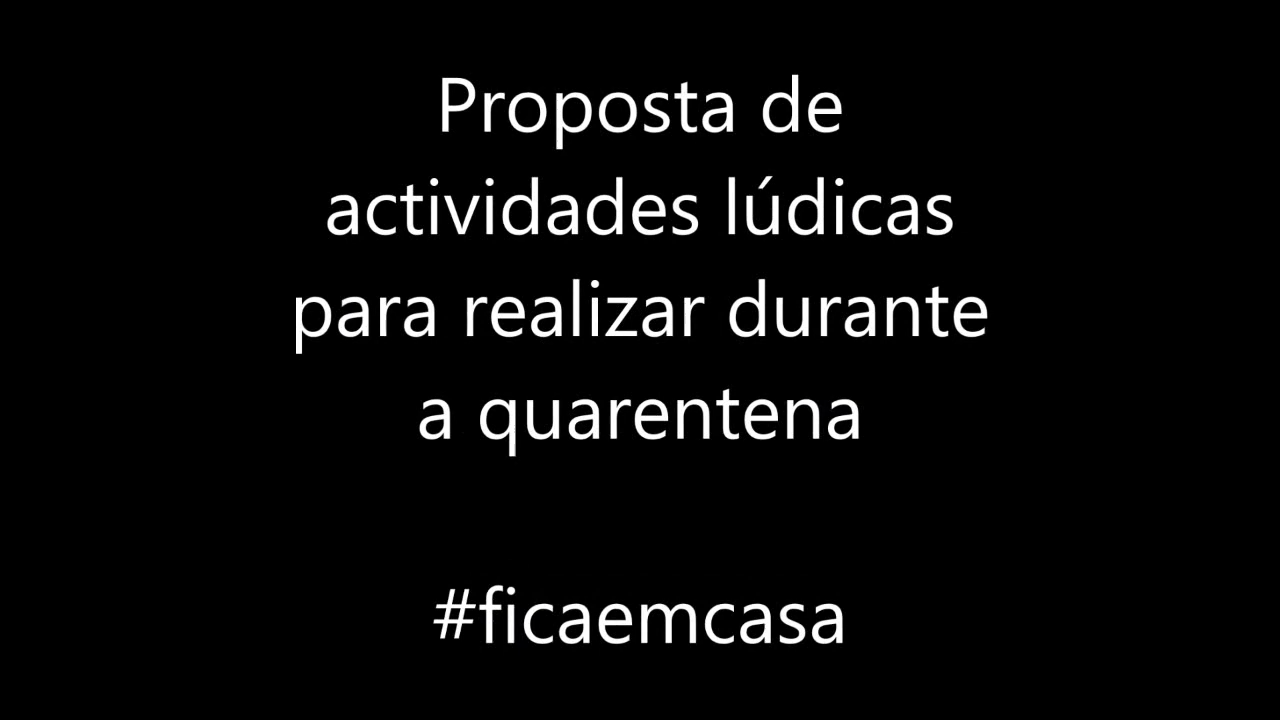 Proposta de
actividades lúdicas
para realizar durante
a quarentena
#ficaemcasa